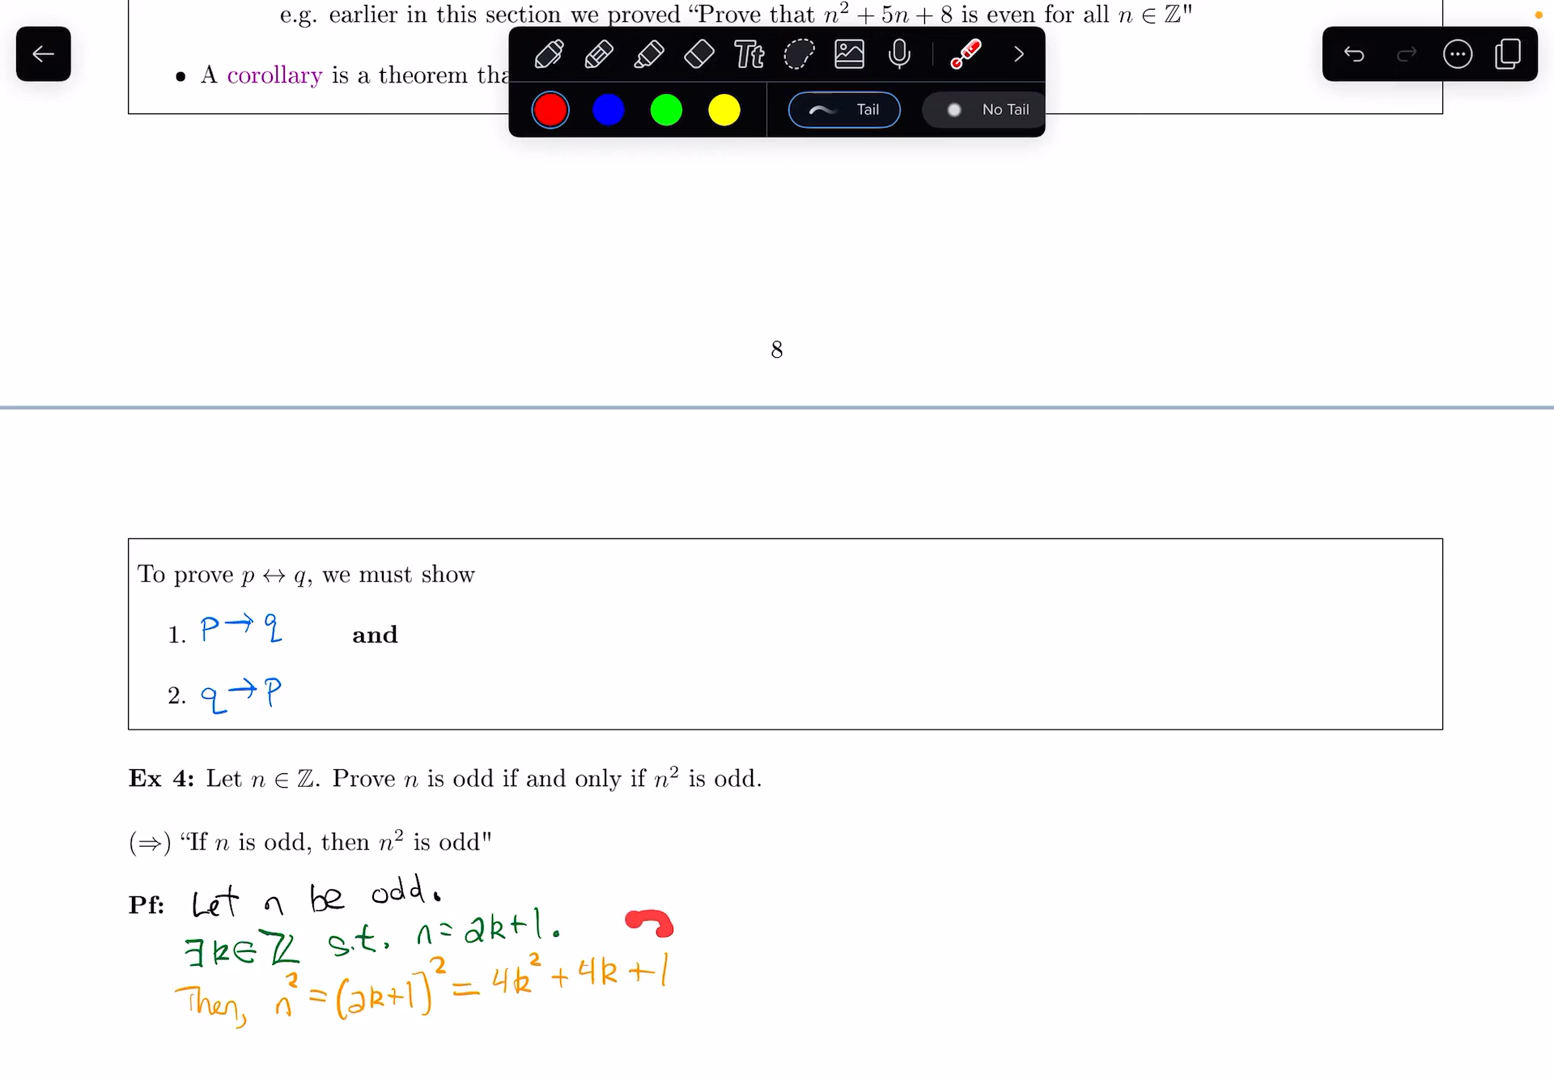 e.g. earlier in this section we proved “Prove that n² + 5n + 8 is even for all n ∈ ℤ"
• A corollary is a theorem tha
Tt
Tail
No Tail
8
To prove p ↔ q, we must show
1. p → q and
2. q → p
Ex 4: Let n ∈ ℤ. Prove n is odd if and only if n² is odd.
(⇒) “If n is odd, then n² is odd"
Pf: Let n be odd.
∃k∈ℤ s.t. n = 2k+1.
Then, n² = (2k+1)² = 4k² + 4k + 1